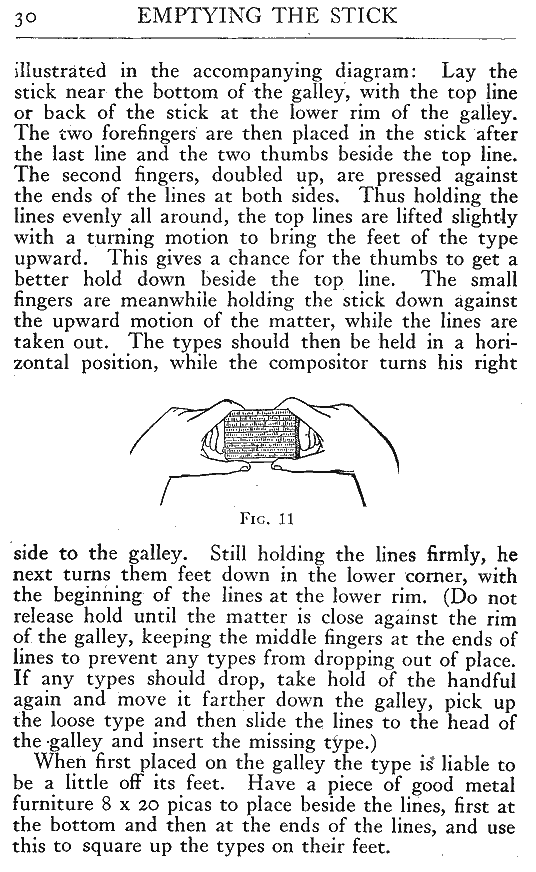 30 EMPTYING THE STICK
illustrated in the accompanying diagram: Lay the
stick near the bottom of the galley, with the top line
or back of the stick at the lower rim of the galley.
The two forefingers are then placed in the stick after
the last line and the two thumbs beside the top line.
The second fingers, doubled up, are pressed against
the ends of the lines at both sides. Thus holding the
lines evenly all around, the top lines are lifted slightly
with a turning motion to bring the feet of the type
upward. This gives a chance for the thumbs to get a
better hold down beside the top line. The small
fingers are meanwhile holding the stick down against
the upward motion of the matter, while the lines are
taken out. The types should then be held in a hori-
zontal position, while the compositor turns his right
Fig. 11
side to the galley. Still holding the lines firmly, he
next turns them feet down in the lower corner, with
the beginning of the lines at the lower rim. (Do not
release hold until the matter is close against the rim
of the galley, keeping the middle fingers at the ends of
lines to prevent any types from dropping out of place.
If any types should drop, take hold of the handful
again and move it farther down the galley, pick up
the loose type and then slide the lines to the head of
the galley and insert the missing type.)
When first placed on the galley the type is liable to
be a little off its feet. Have a piece of good metal
furniture 8 x 20 picas to place beside the lines, first at
the bottom and then at the ends of the lines, and use
this to square up the types on their feet.